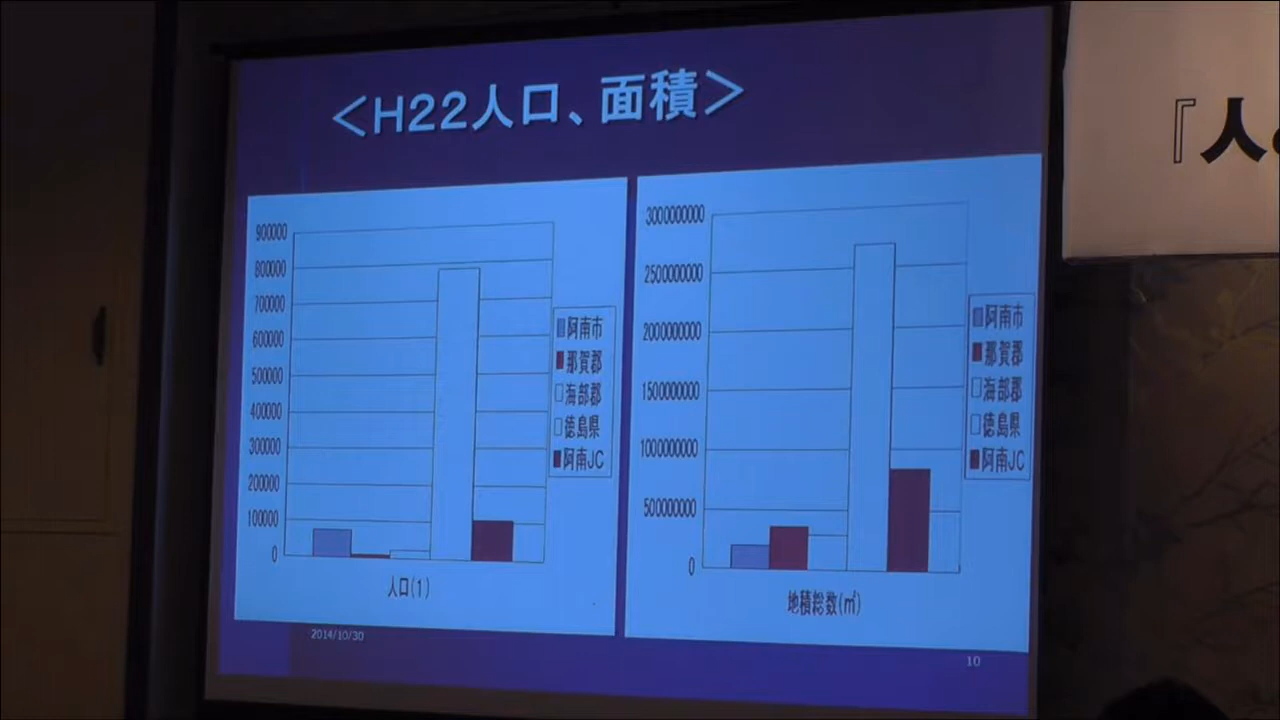 ＜H22人口、面積＞
900000
800000
700000
600000
500000
400000
300000
200000
100000
0
人口(1)
阿南市
那賀郡
海部郡
徳島県
阿南JC
3000000000
2500000000
2000000000
1500000000
1000000000
500000000
0
地積総数(㎡)
阿南市
那賀郡
海部郡
徳島県
阿南JC
2014/10/30
10
『人